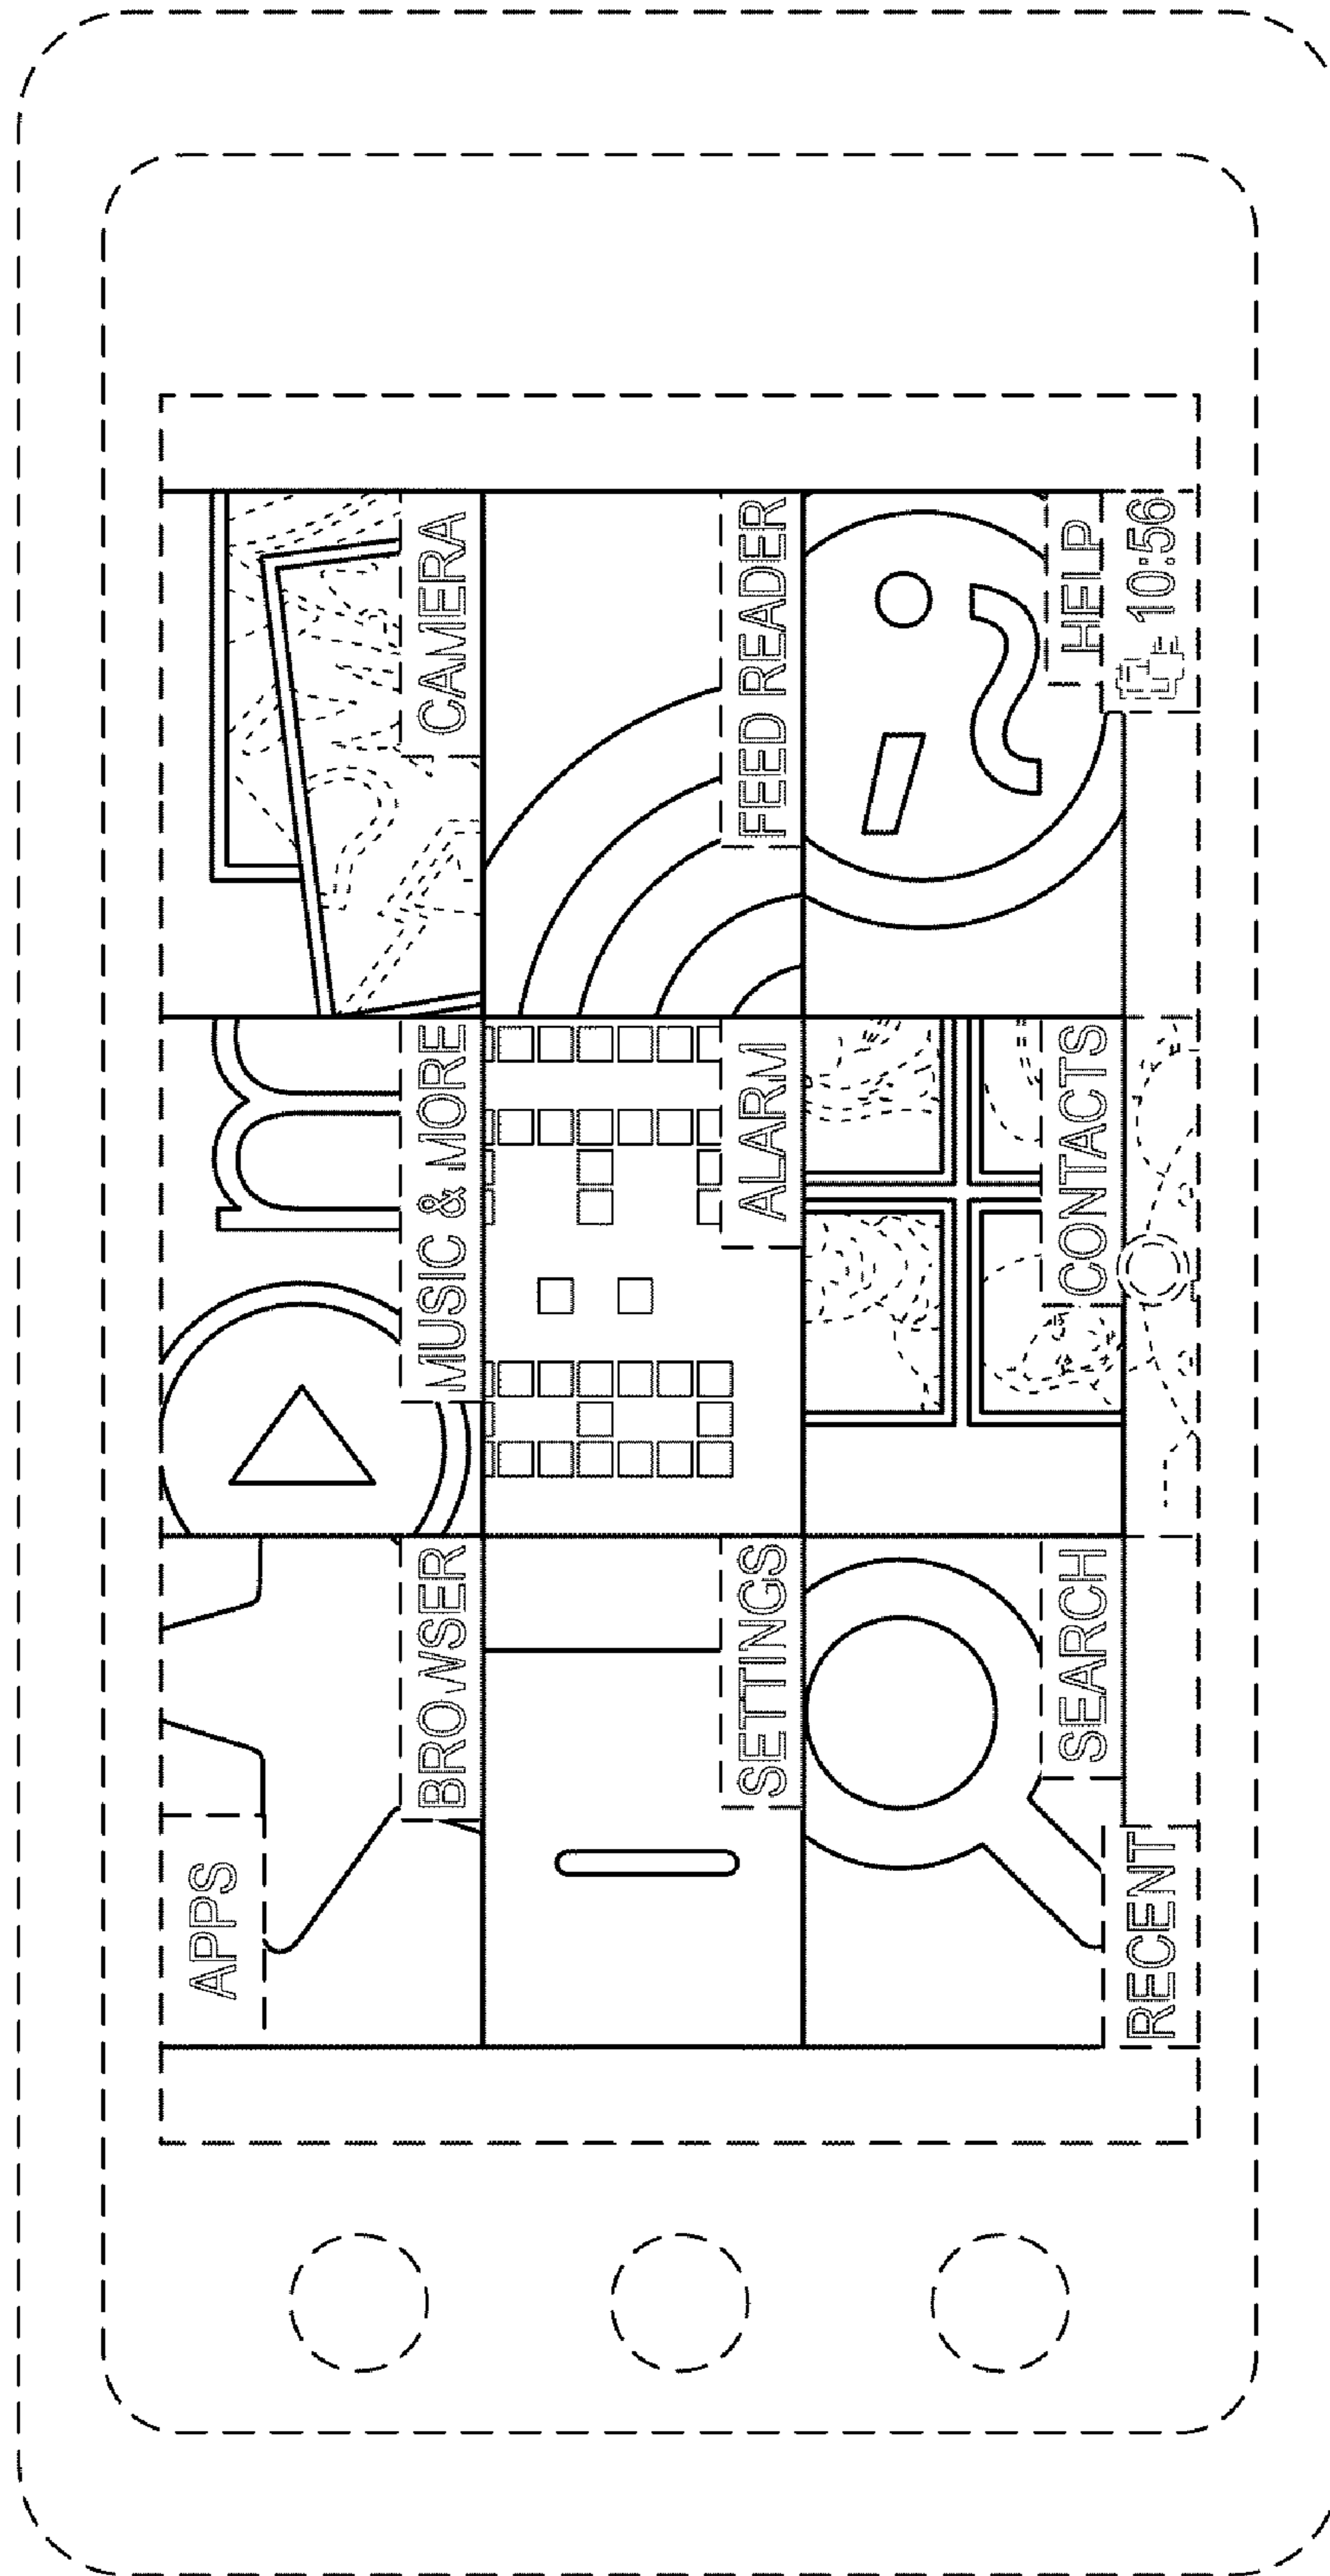 APPS
BROWSER MUSIC & MORE CAMERA
SETTINGS ALARM FEED READER
SEARCH CONTACTS HELP
RECENT 10:56